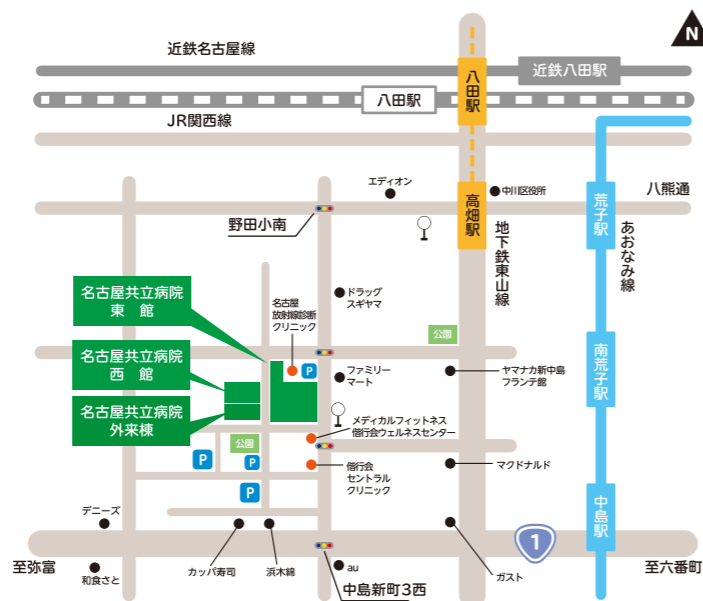 N
近鉄名古屋線
近鉄八田駅
八田駅
八田駅
JR関西線
エディオン
中川区役所
八熊通
野田小南
高畑駅
荒子駅
地下鉄東山線
あおなみ線
名古屋共立病院
東 館
名古屋
放射線診断
クリニック
ドラッグ
スギヤマ
公園
南荒子駅
名古屋共立病院
西 館
P
ファミリー
マート
ヤマナカ新中島
フランテ館
名古屋共立病院
外来棟
メディカルフィットネス
偕行会ウェルネスセンター
公園
P
P
偕行会
セントラル
クリニック
マクドナルド
P
中島駅
デニーズ
カッパ寿司
浜木綿
ガスト
1
至弥富
和食さと
au
中島新町3西
至六番町